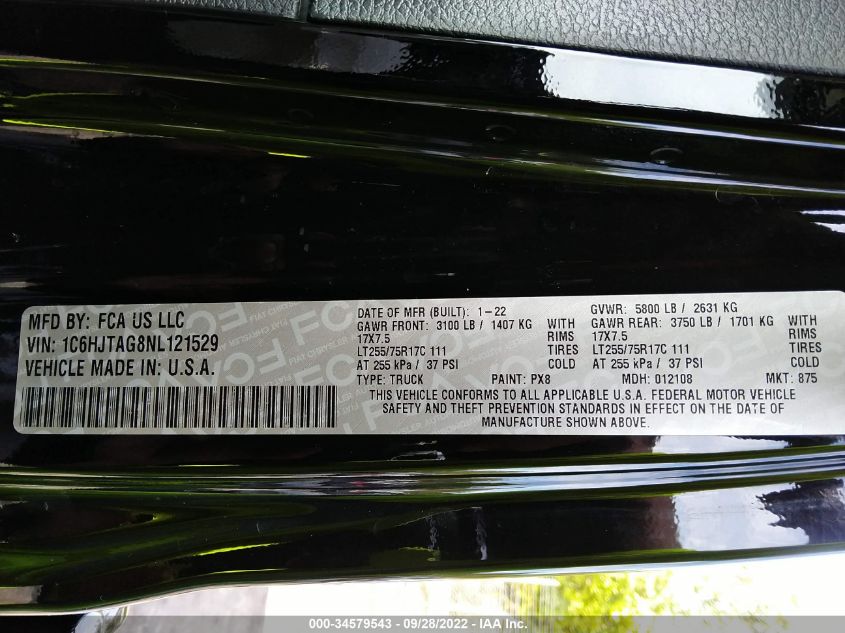 MFD BY: FCA US LLC
VIN: 1C6HJTAG8NL121529
VEHICLE MADE IN: U.S.A.
DATE OF MFR (BUILT): 1-22 GVWR: 5800 LB / 2631 KG
GAWR FRONT: 3100 LB / 1407 KG WITH GAWR REAR: 3750 LB / 1701 KG WITH
17X7.5 RIMS 17X7.5 RIMS
LT255/75R17C 111 TIRES LT255/75R17C 111 TIRES
AT 255 kPa / 37 PSI COLD AT 255 kPa / 37 PSI COLD
TYPE: TRUCK PAINT: PX8 MDH: 012108 MKT: 875
THIS VEHICLE CONFORMS TO ALL APPLICABLE U.S.A. FEDERAL MOTOR VEHICLE
SAFETY AND THEFT PREVENTION STANDARDS IN EFFECT ON THE DATE OF
MANUFACTURE SHOWN ABOVE.
000-34579543 - 09/28/2022 - © IAA Inc.